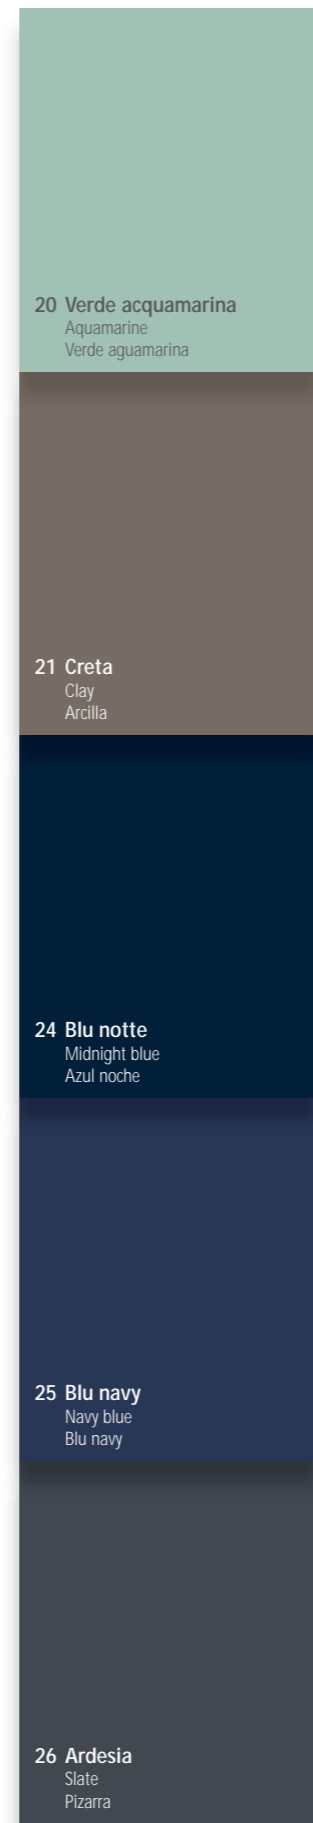 20 Verde acquamarina
Aquamarine
Verde aguamarina
21 Creta
Clay
Arcilla
24 Blu notte
Midnight blue
Azul noche
25 Blu navy
Navy blue
Blu navy
26 Ardesia
Slate
Pizarra